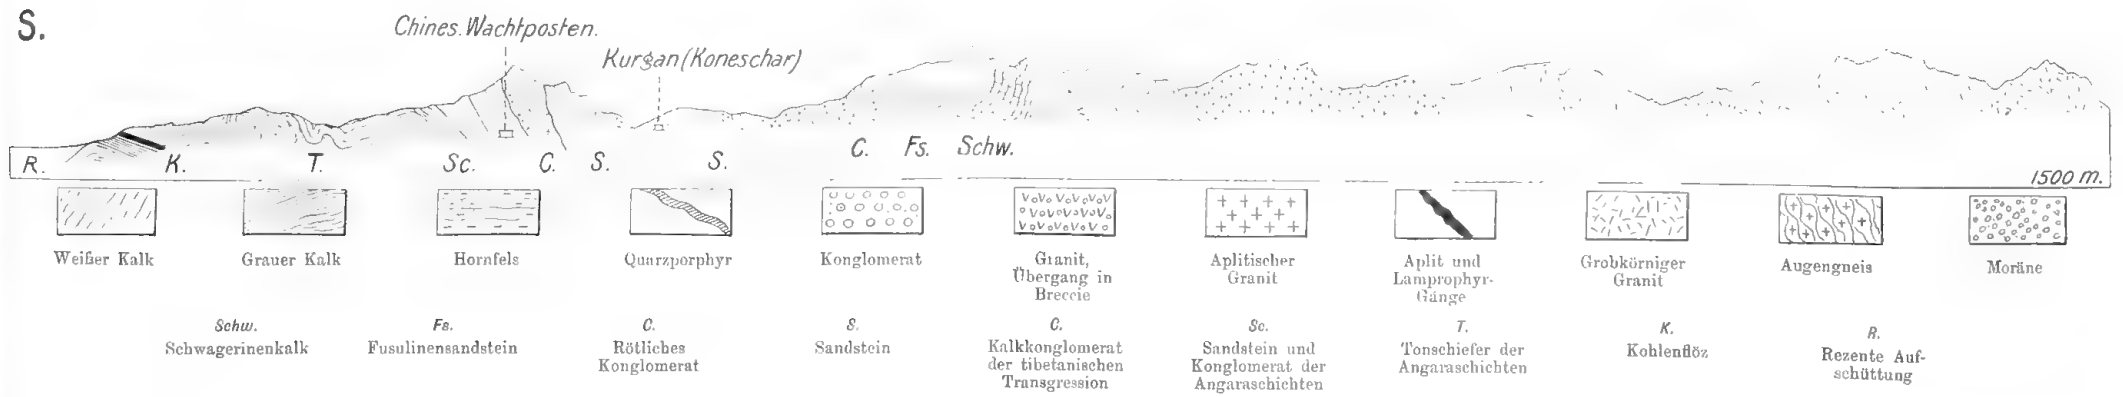 S.
Chines. Wachtposten.
Kurgan (Koneschar)
R. K. T. Sc. C. S. S. C. Fs. Schw.
1500 m.
Weißer Kalk
Grauer Kalk
Hornfels
Quarzporphyr
Konglomerat
Granit,
Übergang in
Breccie
Aplitischer
Granit
Aplit und
Lamprophyr-
Gänge
Grobkörniger
Granit
Augengneis
Moräne
Schw.
Schwagerinenkalk
Fs.
Fusulinensandstein
C.
Rötliches
Konglomerat
S.
Sandstein
C.
Kalkkonglomerat
der tibetanischen
Transgression
Sc.
Sandstein und
Konglomerat der
Angaraschichten
T.
Tonschiefer der
Angaraschichten
K.
Kohlenflöz
R.
Rezente Auf-
schüttung